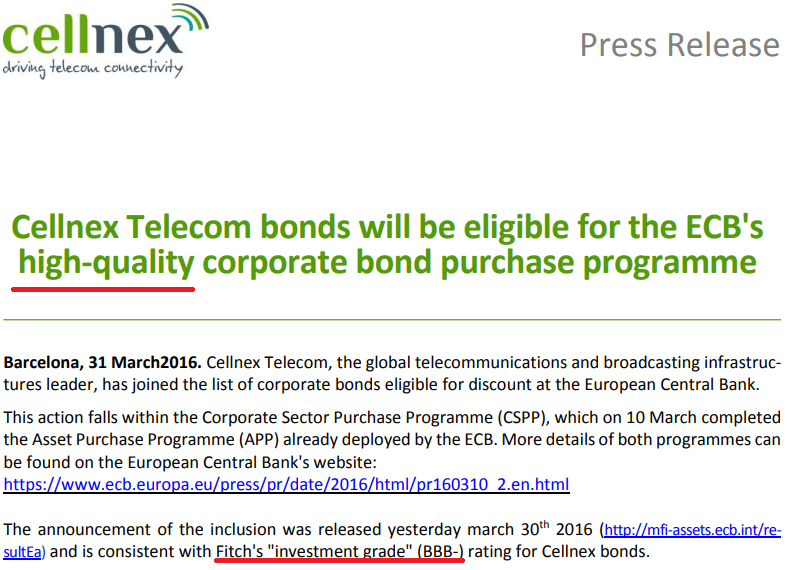 cellnex
driving telecom connectivity
Press Release
Cellnex Telecom bonds will be eligible for the ECB's
high-quality corporate bond purchase programme
Barcelona, 31 March2016. Cellnex Telecom, the global telecommunications and broadcasting infrastruc-
tures leader, has joined the list of corporate bonds eligible for discount at the European Central Bank.
This action falls within the Corporate Sector Purchase Programme (CSPP), which on 10 March completed
the Asset Purchase Programme (APP) already deployed by the ECB. More details of both programmes can
be found on the European Central Bank's website:
https://www.ecb.europa.eu/press/pr/date/2016/html/pr160310_2.en.html
The announcement of the inclusion was released yesterday march 30th 2016 (http://mfi-assets.ecb.int/re-
sultEa) and is consistent with Fitch's "investment grade" (BBB-) rating for Cellnex bonds.